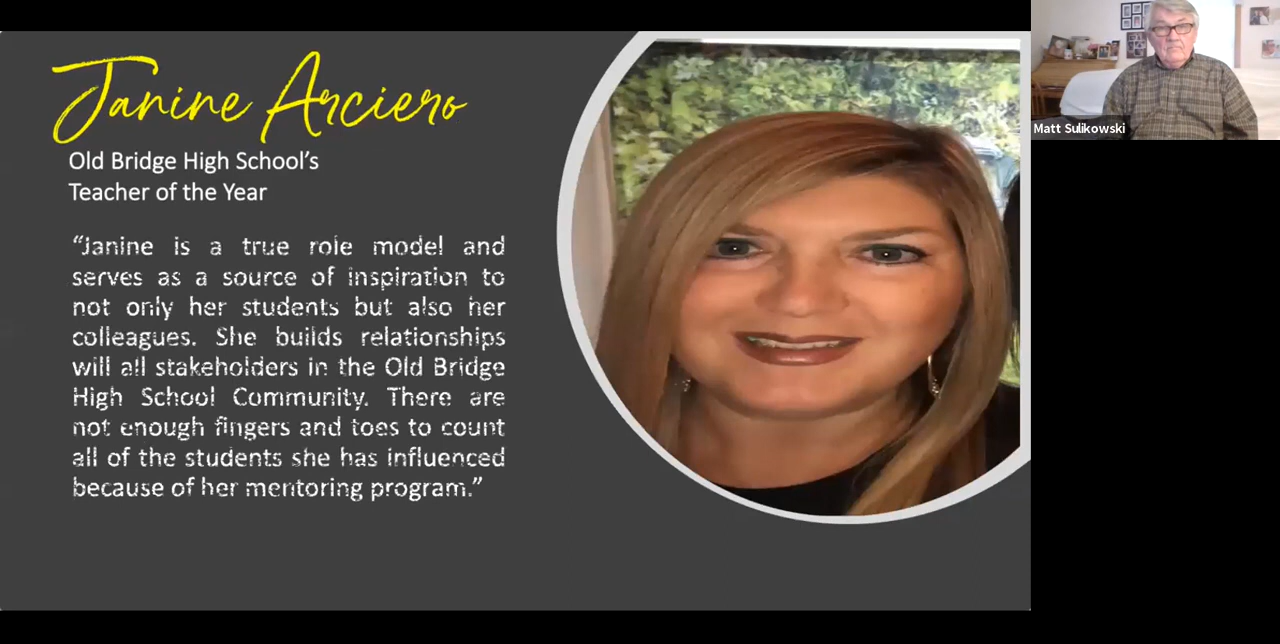 Janine Arciero
Old Bridge High School's
Teacher of the Year
“Janine is a true role model and
serves as a source of inspiration to
not only her students but also her
colleagues. She builds relationships
will all stakeholders in the Old Bridge
High School Community. There are
not enough fingers and toes to count
all of the students she has influenced
because of her mentoring program.”
Matt Sulikowski